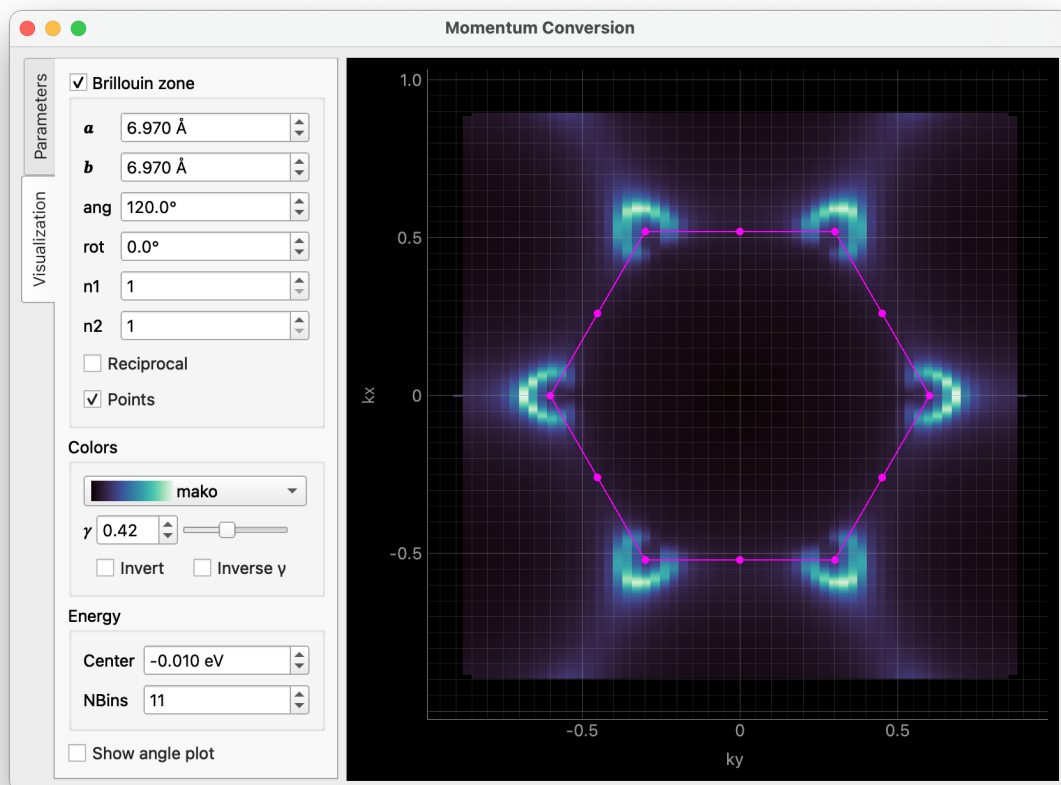 Momentum Conversion
Parameters
Visualization
Brillouin zone
a 6.970 Å
b 6.970 Å
ang 120.0°
rot 0.0°
n1 1
n2 1
Reciprocal
Points
Colors
mako
γ 0.42
Invert Inverse γ
Energy
Center -0.010 eV
NBins 11
Show angle plot
1.0
0.5
0
-0.5
kx
-0.5 0 0.5
ky